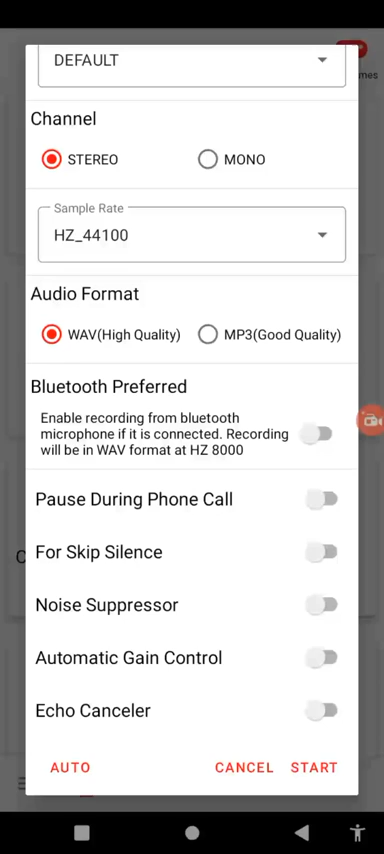 mes
DEFAULT
Channel
STEREO
MONO
Sample Rate
HZ_44100
Audio Format
WAV(High Quality)
MP3(Good Quality)
Bluetooth Preferred
Enable recording from bluetooth
microphone if it is connected. Recording
will be in WAV format at HZ 8000
Pause During Phone Call
For Skip Silence
Noise Suppressor
Automatic Gain Control
Echo Canceler
AUTO
CANCEL
START